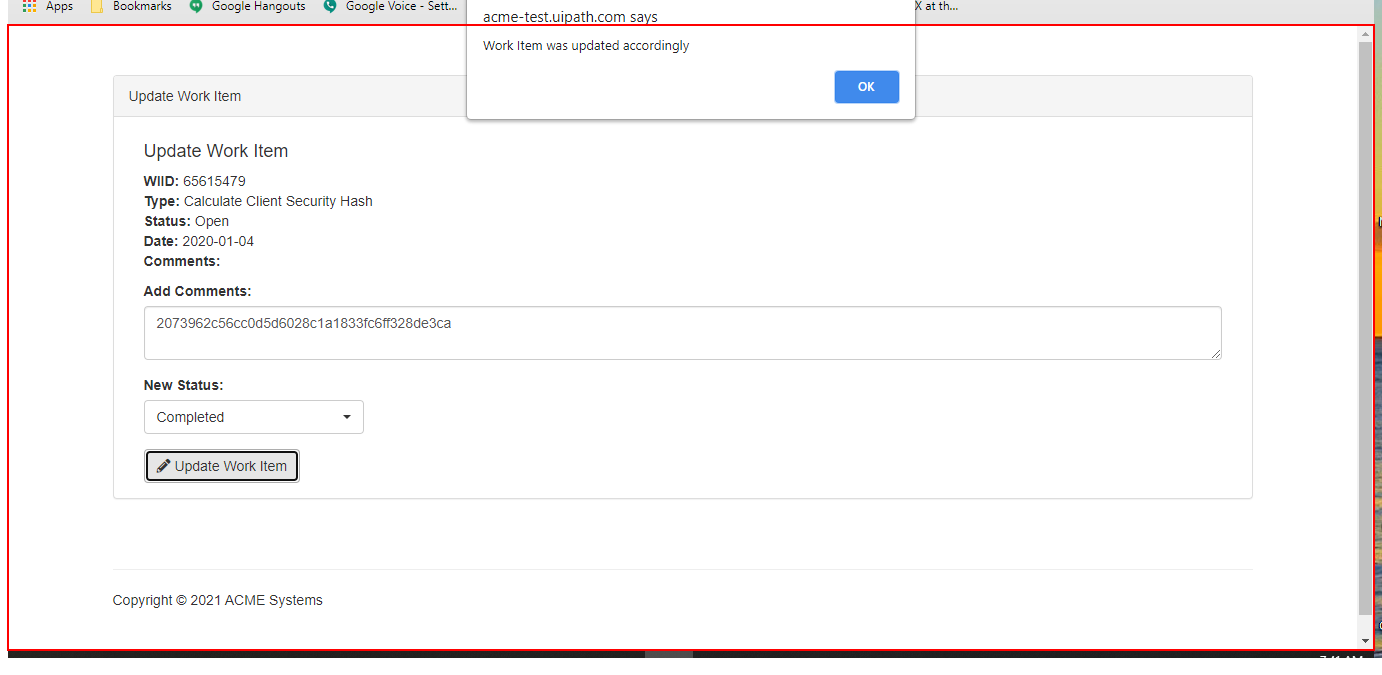 Apps Bookmarks Google Hangouts Google Voice - Sett... X at th...
acme-test.uipath.com says
Work Item was updated accordingly
OK
Update Work Item
Update Work Item
WIID: 65615479
Type: Calculate Client Security Hash
Status: Open
Date: 2020-01-04
Comments:
Add Comments:
2073962c56cc0d5d6028c1a1833fc6ff328de3ca
New Status:
Completed
Update Work Item
Copyright © 2021 ACME Systems